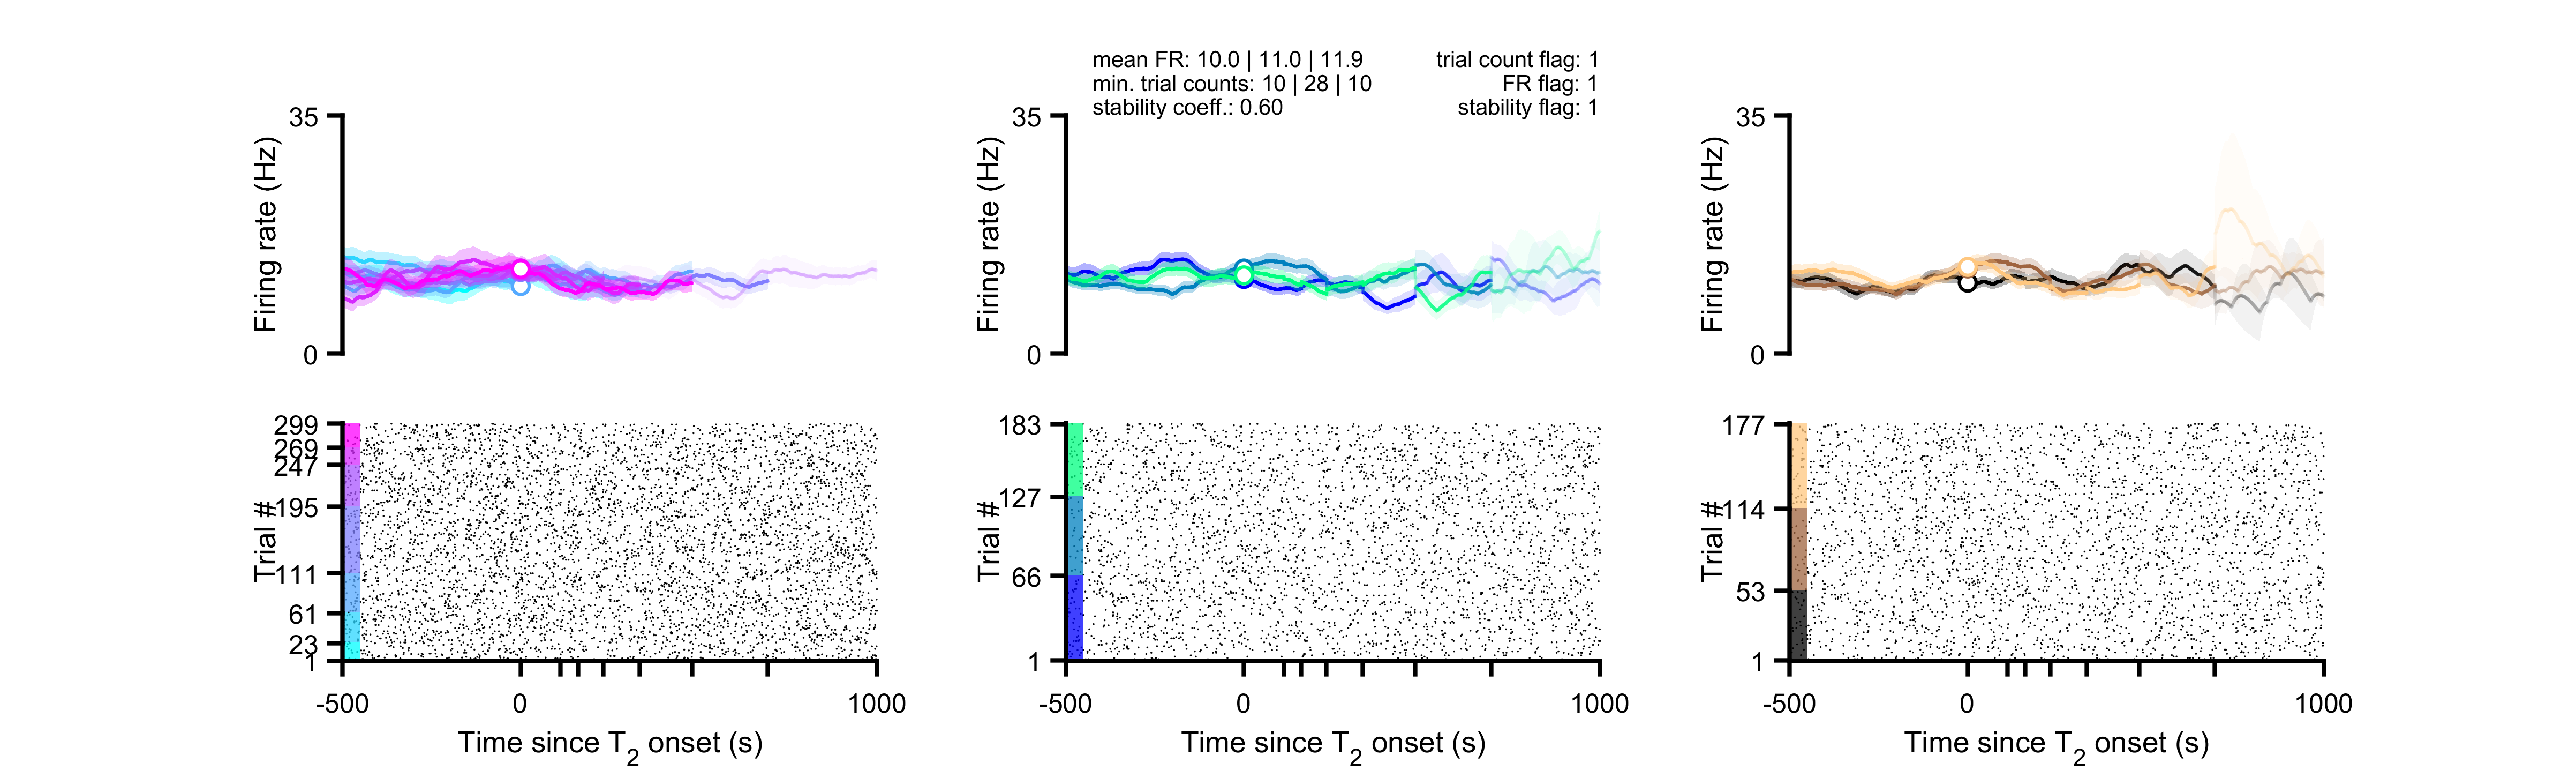 mean FR: 10.0 | 11.0 | 11.9
min. trial counts: 10 | 28 | 10
stability coeff.: 0.60
trial count flag: 1
FR flag: 1
stability flag: 1
35
Firing rate (Hz)
0
35
Firing rate (Hz)
0
35
Firing rate (Hz)
0
299
269
247
195
111
61
23
1
Trial #
-500
0
1000
Time since T2 onset (s)
183
127
66
1
Trial #
-500
0
1000
Time since T2 onset (s)
177
114
53
1
Trial #
-500
0
1000
Time since T2 onset (s)